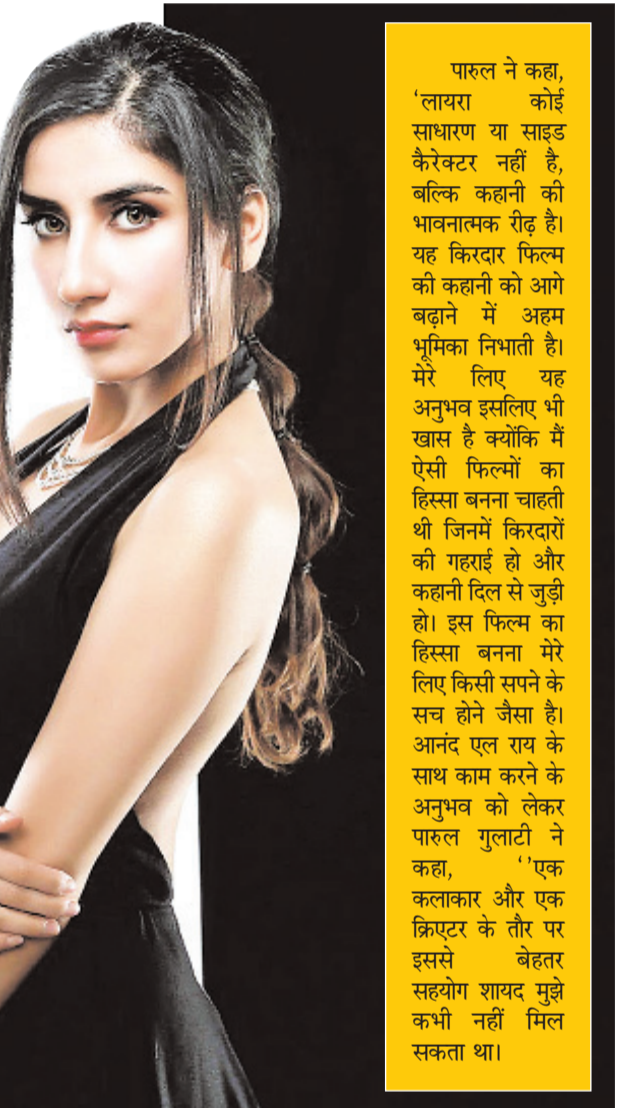 पारुल ने कहा,
‘लायरा कोई
साधारण या साइड
कैरेक्टर नहीं है,
बल्कि कहानी की
भावनात्मक रीढ़ है।
यह किरदार फिल्म
की कहानी को आगे
बढ़ाने में अहम
भूमिका निभाती है।
मेरे लिए यह
अनुभव इसलिए भी
खास है क्योंकि मैं
ऐसी फिल्मों का
हिस्सा बनना चाहती
थी जिनमें किरदारों
की गहराई हो और
कहानी दिल से जुड़ी
हो। इस फिल्म का
हिस्सा बनना मेरे
लिए किसी सपने के
सच होने जैसा है।
आनंद एल राय के
साथ काम करने के
अनुभव को लेकर
पारुल गुलाटी ने
कहा, ‘’एक
कलाकार और एक
क्रिएटर के तौर पर
इससे बेहतर
सहयोग शायद मुझे
कभी नहीं मिल
सकता था।